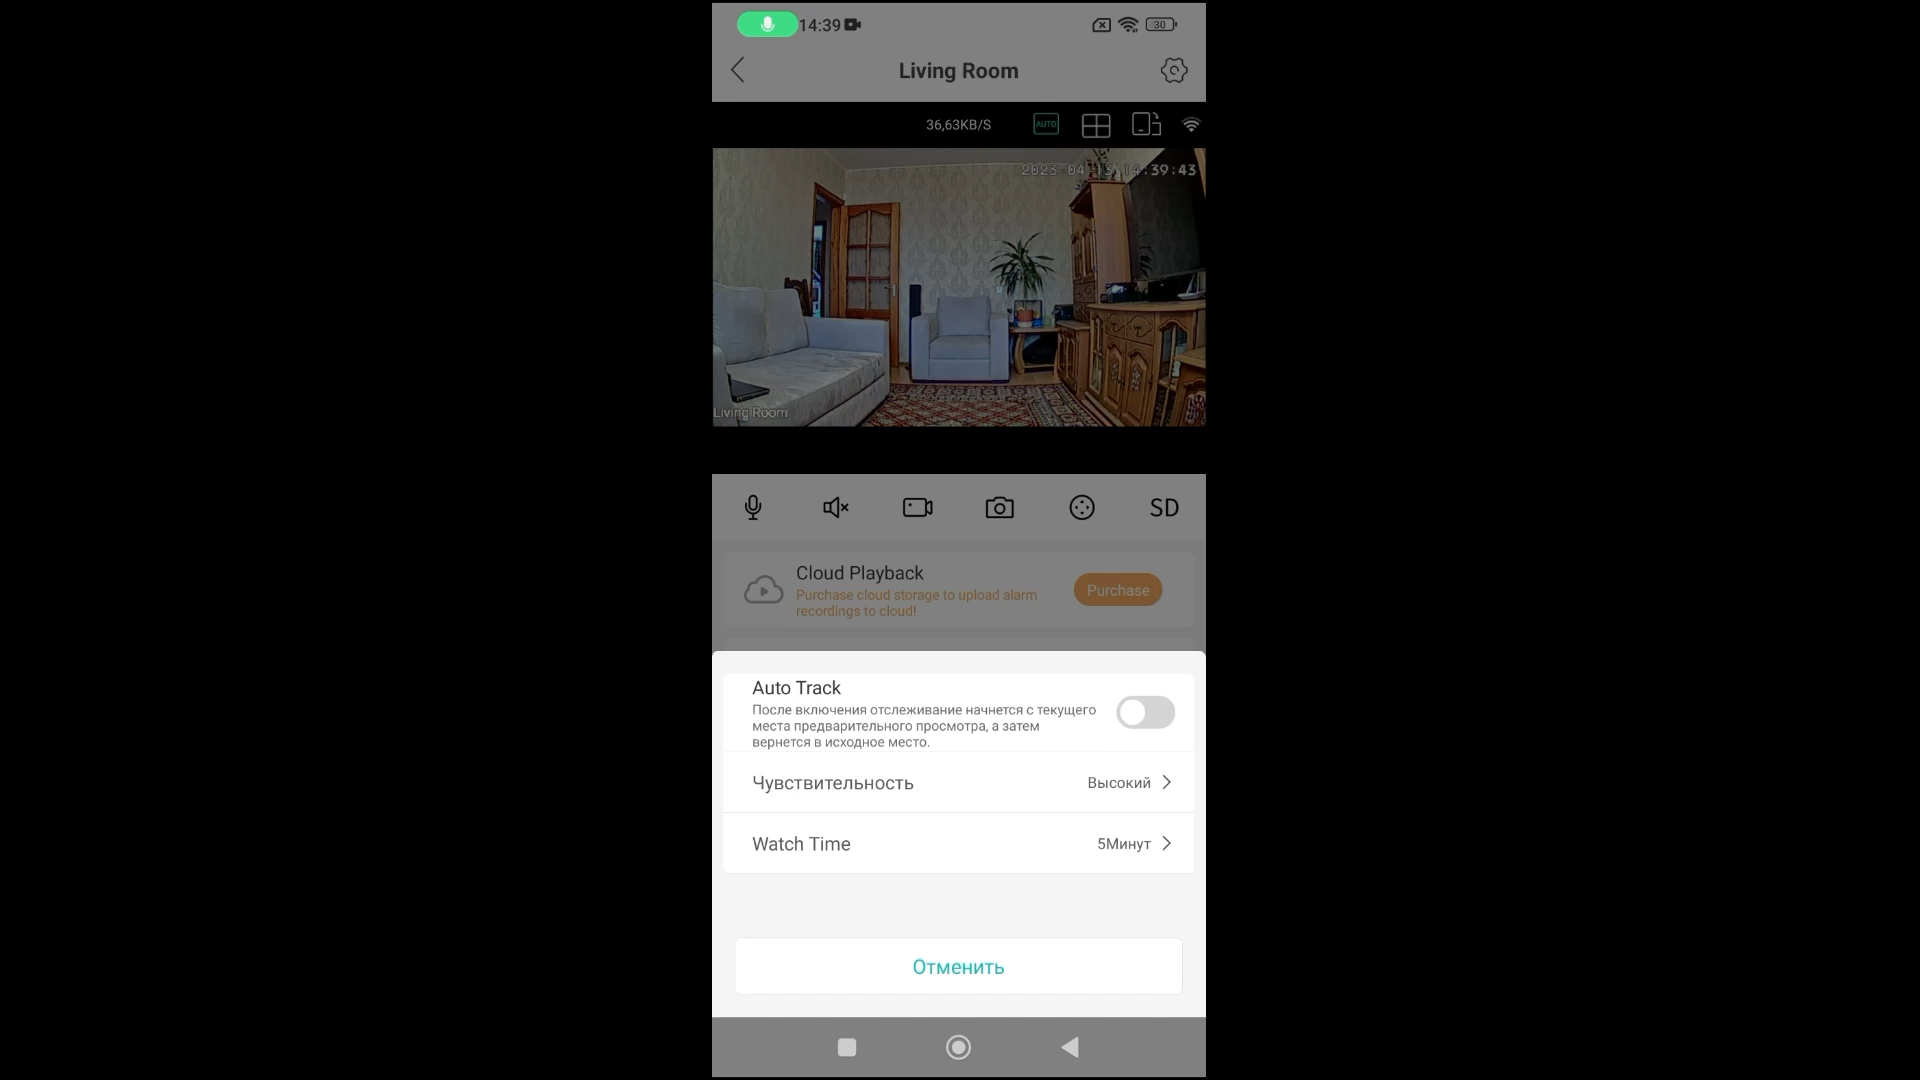 14:39
30
Living Room
36,63KB/S
AUTO
2023-04-13 14:39:43
Living Room
SD
Cloud Playback
Purchase cloud storage to upload alarm
recordings to cloud!
Purchase
Auto Track
После включения отслеживание начнется с текущего
места предварительного просмотра, а затем
вернется в исходное место.
Чувствительность
Высокий
Watch Time
5Минут
Отменить